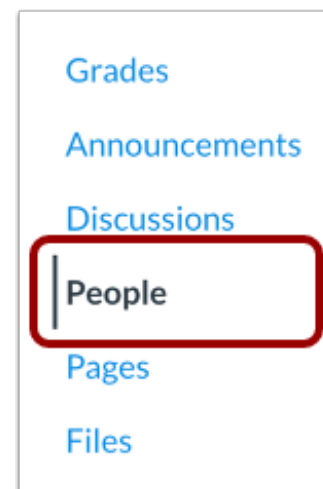 Grades
Announcements
Discussions
People
Pages
Files